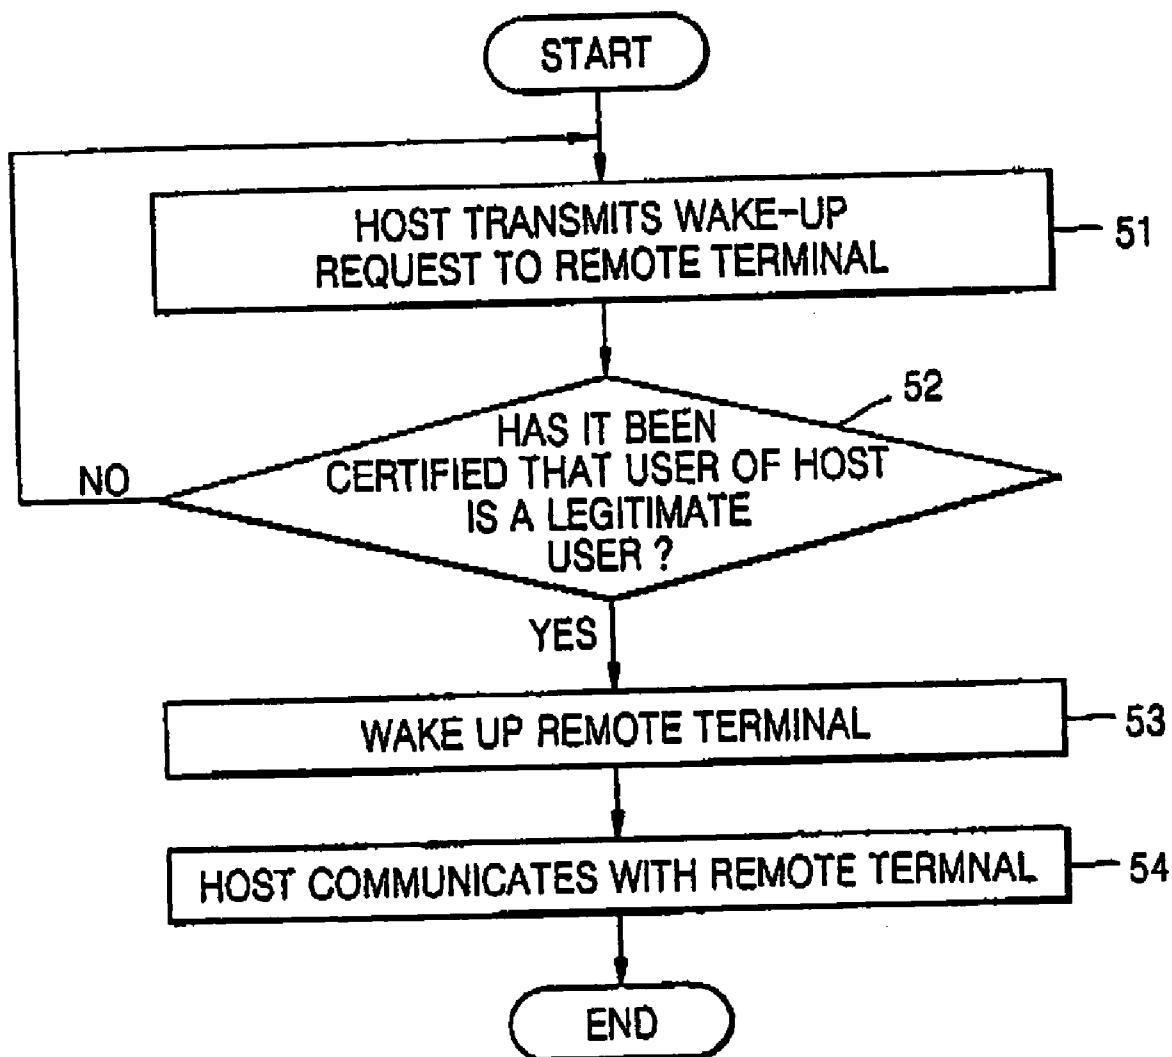 START
HOST TRANSMITS WAKE-UP
REQUEST TO REMOTE TERMINAL
51
52
HAS IT BEEN
CERTIFIED THAT USER OF HOST
IS A LEGITIMATE
USER ?
NO
YES
WAKE UP REMOTE TERMINAL
53
HOST COMMUNICATES WITH REMOTE TERMNAL
54
END